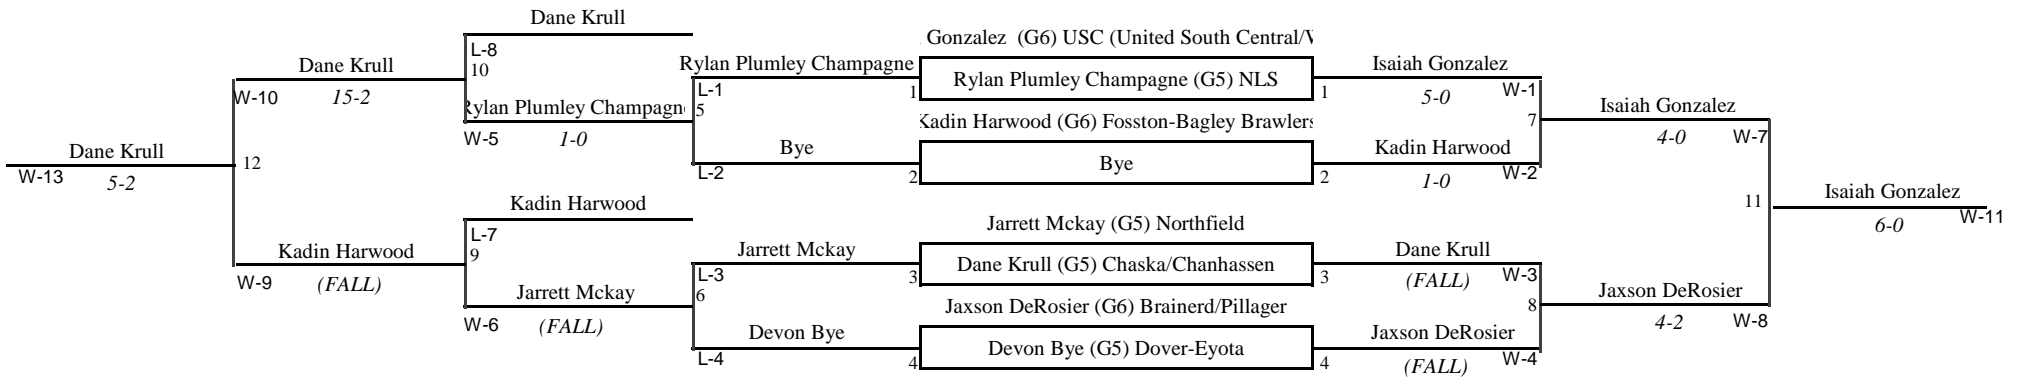 Dane Krull
L-8
10
Dane Krull
W-10
15-2
Rylan Plumley Champagn
W-5
1-0
Dane Krull
W-13
5-2
12
Kadin Harwood
L-7
9
Kadin Harwood
W-9
(FALL)
Jarrett Mckay
W-6
(FALL)
Rylan Plumley Champagne
L-1
1
5
Bye
L-2
2
Jarrett Mckay
L-3
3
6
Devon Bye
L-4
4
. Gonzalez (G6) USC (United South Central/
Rylan Plumley Champagne (G5) NLS
Kadin Harwood (G6) Fosston-Bagley Brawlers
Bye
Jarrett Mckay (G5) Northfield
Dane Krull (G5) Chaska/Chanhassen
Jaxson DeRosier (G6) Brainerd/Pillager
Devon Bye (G5) Dover-Eyota
Isaiah Gonzalez
1
5-0
W-1
7
Kadin Harwood
2
1-0
W-2
Dane Krull
3
(FALL)
W-3
8
Jaxson DeRosier
4
(FALL)
W-4
Isaiah Gonzalez
4-0
W-7
11
Jaxson DeRosier
4-2
W-8
Isaiah Gonzalez
6-0
W-11